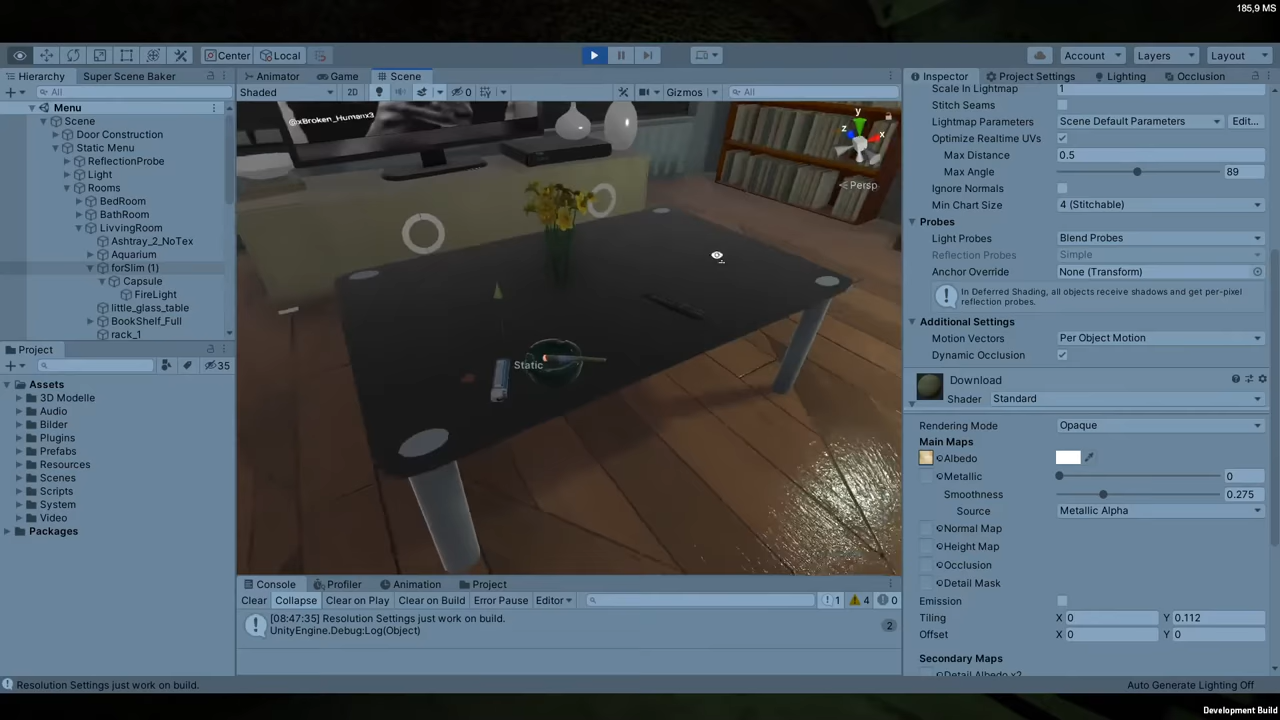 185,9 MS
Center Local
Account Layers Layout
Hierarchy Super Scene Baker
Animator Game Scene
Inspector Project Settings Lighting Occlusion
All
Shaded 2D 0 Gizmos All
Scale In Lightmap 1
Stitch Seams
Lightmap Parameters Scene Default Parameters Edit...
Optimize Realtime UVs
Max Distance 0.5
Max Angle 89
Ignore Normals
Min Chart Size 4 (Stitchable)
Probes
Light Probes Blend Probes
Reflection Probes Simple
Anchor Override None (Transform)
In Deferred Shading, all objects receive shadows and get per-pixel
reflection probes.
Additional Settings
Motion Vectors Per Object Motion
Dynamic Occlusion
Download
Shader Standard
Rendering Mode Opaque
Main Maps
Albedo
Metallic 0
Smoothness 0.275
Source Metallic Alpha
Normal Map
Height Map
Occlusion
Detail Mask
Emission
Tiling X 0 Y 0.112
Offset X 0 Y 0
Secondary Maps
Detail Albedo x2
Menu
Scene
Door Construction
Static Menu
ReflectionProbe
Light
Rooms
BedRoom
BathRoom
LivvingRoom
Ashtray_2_NoTex
Aquarium
forSlim (1)
Capsule
FireLight
little_glass_table
BookShelf_Full
rack_1
@xBroken_Humanx3
y
z
x
Persp
Static
Project
35
Assets
3D Modelle
Audio
Bilder
Plugins
Prefabs
Resources
Scenes
Scripts
System
Video
Packages
Console Profiler Animation Project
Clear Collapse Clear on Play Clear on Build Error Pause Editor 1 4 0
[08:47:35] Resolution Settings just work on build.
UnityEngine.Debug:Log(Object)
2
Resolution Settings just work on build.
Auto Generate Lighting Off
Development Build